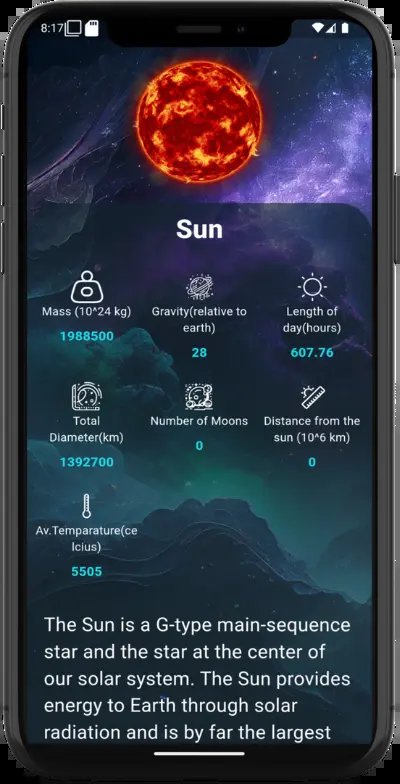 8:17
Sun
Mass (10^24 kg)
1988500
Gravity(relative to
earth)
28
Length of
day(hours)
607.76
Total
Diameter(km)
1392700
Number of Moons
0
Distance from the
sun (10^6 km)
0
Av.Temparature(ce
lcius)
5505
The Sun is a G-type main-sequence
star and the star at the center of
our solar system. The Sun provides
energy to Earth through solar
radiation and is by far the largest